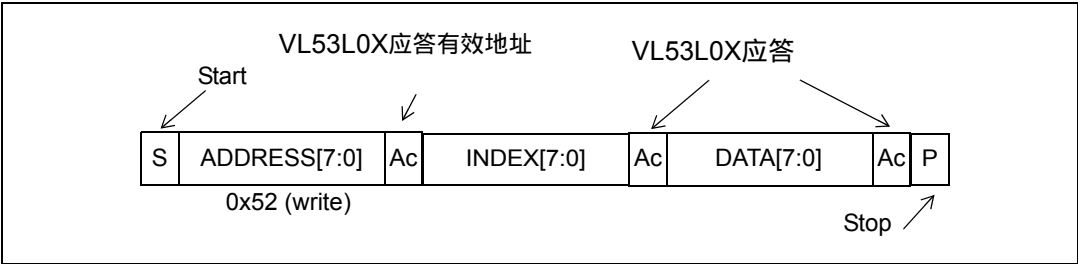 VL53L0X应答有效地址
VL53L0X应答
Start
S ADDRESS[7:0] Ac INDEX[7:0] Ac DATA[7:0] Ac P
0x52 (write)
Stop